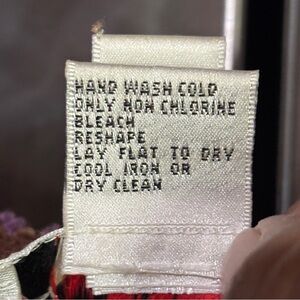 HAND WASH COLD
ONLY NON CHLORINE
BLEACH
RESHAPE
LAY FLAT TO DRY
COOL IRON OR
DRY CLEAN